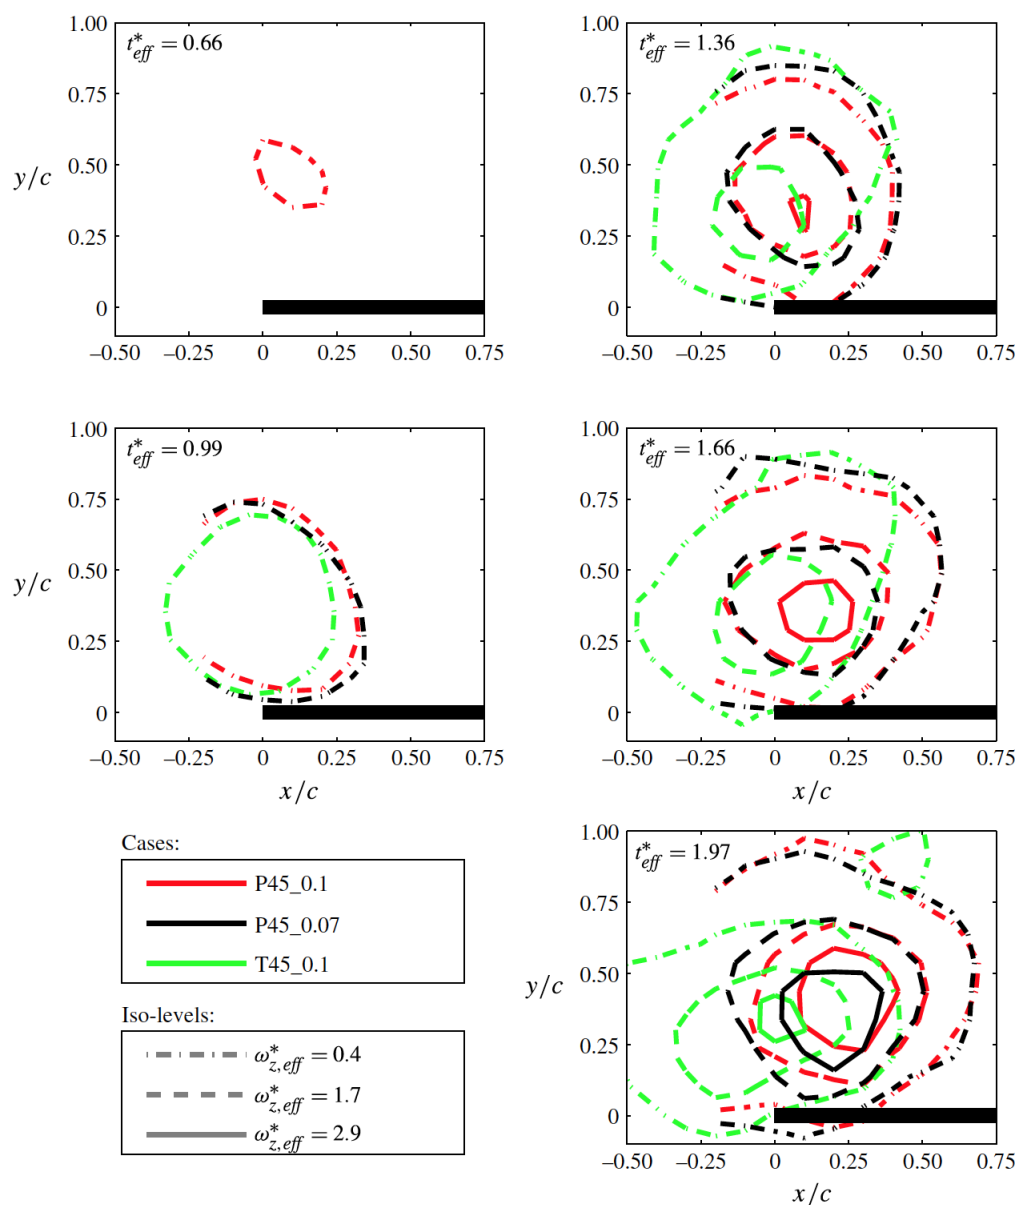 1.00
t*eff = 0.66
0.75
y/c
0.50
0.25
0
–0.50 –0.25 0 0.25 0.50 0.75
1.00
t*eff = 1.36
0.75
0.50
0.25
0
–0.50 –0.25 0 0.25 0.50 0.75
1.00
t*eff = 0.99
0.75
y/c
0.50
0.25
0
–0.50 –0.25 0 0.25 0.50 0.75
x/c
1.00
t*eff = 1.66
0.75
0.50
0.25
0
–0.50 –0.25 0 0.25 0.50 0.75
x/c
Cases:
P45_0.1
P45_0.07
T45_0.1
Iso-levels:
ω*z,eff = 0.4
ω*z,eff = 1.7
ω*z,eff = 2.9
1.00
t*eff = 1.97
0.75
y/c
0.50
0.25
0
–0.50 –0.25 0 0.25 0.50 0.75
x/c